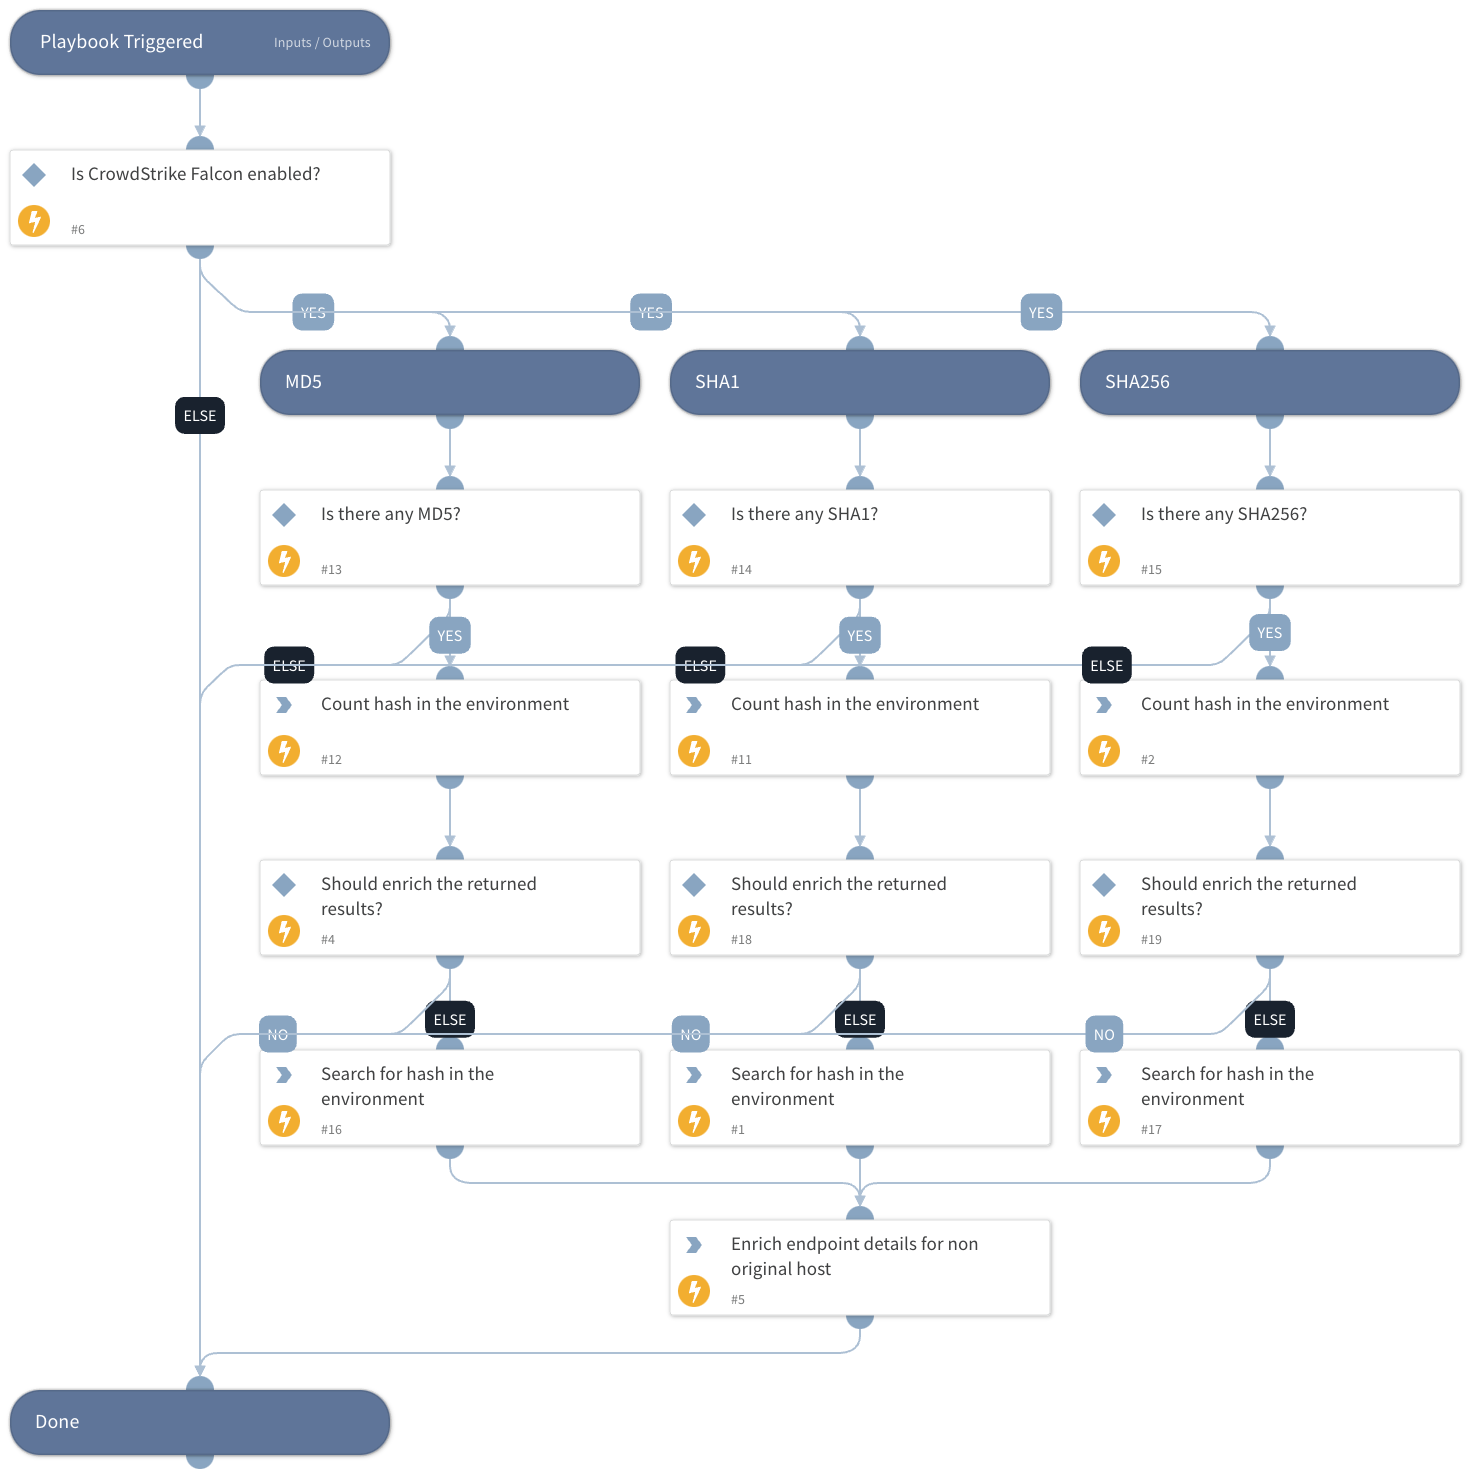 Playbook Triggered
Inputs / Outputs
Is CrowdStrike Falcon enabled?
#6
YES
YES
YES
MD5
SHA1
SHA256
ELSE
Is there any MD5?
#13
Is there any SHA1?
#14
Is there any SHA256?
#15
YES
YES
YES
ELSE
ELSE
ELSE
Count hash in the environment
#12
Count hash in the environment
#11
Count hash in the environment
#2
Should enrich the returned
results?
#4
Should enrich the returned
results?
#18
Should enrich the returned
results?
#19
ELSE
ELSE
ELSE
NO
NO
NO
Search for hash in the
environment
#16
Search for hash in the
environment
#1
Search for hash in the
environment
#17
Enrich endpoint details for non
original host
#5
Done